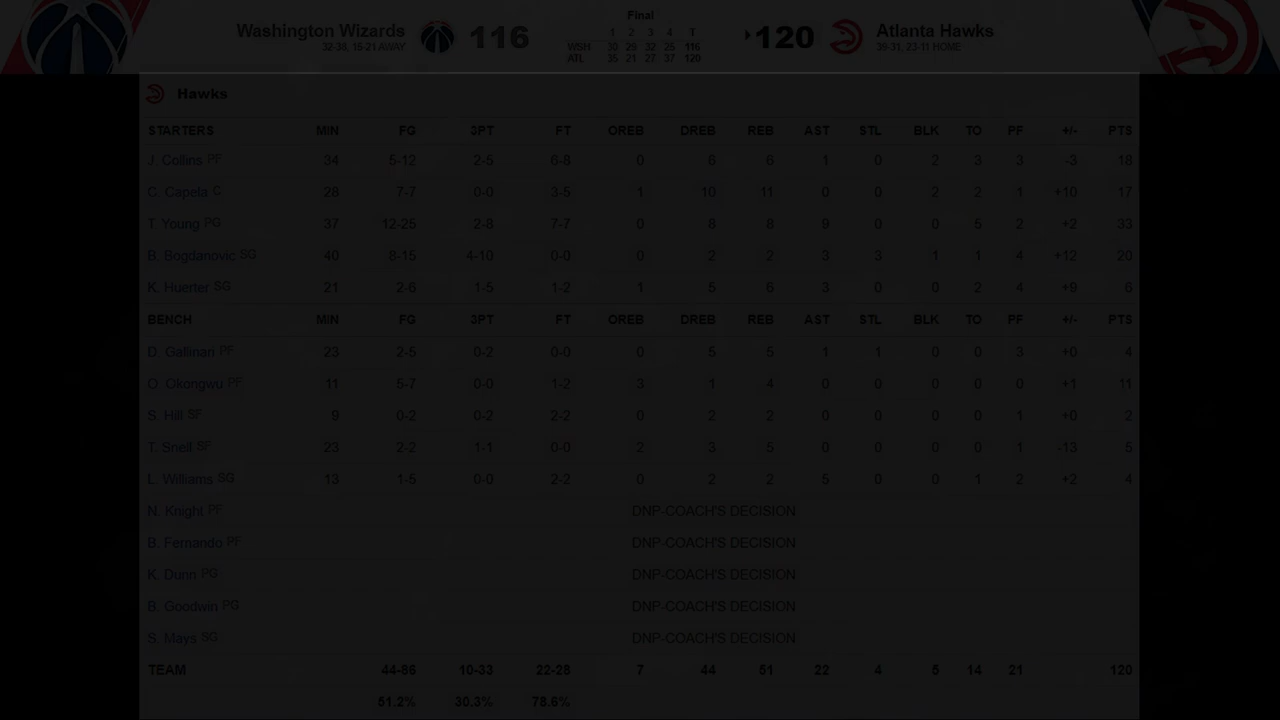 Final
Washington Wizards 116 1 2 3 4 T 120 Atlanta Hawks
32-38, 15-21 AWAY WSH 30 29 32 25 116 39-31, 23-11 HOME
ATL 35 21 27 37 120
Hawks
STARTERS MIN FG 3PT FT OREB DREB REB AST STL BLK TO PF +/- PTS
J. Collins PF 34 5-12 2-5 6-8 0 6 6 1 0 2 3 3 -3 18
C. Capela C 28 7-7 0-0 3-5 1 10 11 0 0 2 2 1 +10 17
T. Young PG 37 12-25 2-8 7-7 0 8 8 9 0 0 5 2 +2 33
B. Bogdanovic SG 40 8-15 4-10 0-0 0 2 2 3 3 1 1 4 +12 20
K. Huerter SG 21 2-6 1-5 1-2 1 5 6 3 0 0 2 4 +9 6
BENCH MIN FG 3PT FT OREB DREB REB AST STL BLK TO PF +/- PTS
D. Gallinari PF 23 2-5 0-2 0-0 0 5 5 1 1 0 0 3 +0 4
O. Okongwu PF 11 5-7 0-0 1-2 3 1 4 0 0 0 0 0 +1 11
S. Hill SF 9 0-2 0-2 2-2 0 2 2 0 0 0 0 1 +0 2
T. Snell SF 23 2-2 1-1 0-0 2 3 5 0 0 0 0 1 -13 5
L. Williams SG 13 1-5 0-0 2-2 0 2 2 5 0 0 1 2 +2 4
N. Knight PF DNP-COACH'S DECISION
B. Fernando PF DNP-COACH'S DECISION
K. Dunn PG DNP-COACH'S DECISION
B. Goodwin PG DNP-COACH'S DECISION
S. Mays SG DNP-COACH'S DECISION
TEAM 44-86 10-33 22-28 7 44 51 22 4 5 14 21 120
51.2% 30.3% 78.6%